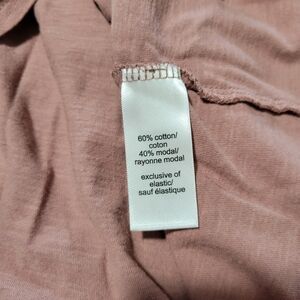 60% cotton/
coton
40% modal/
rayonne modal
exclusive of
elastic/
sauf élastique